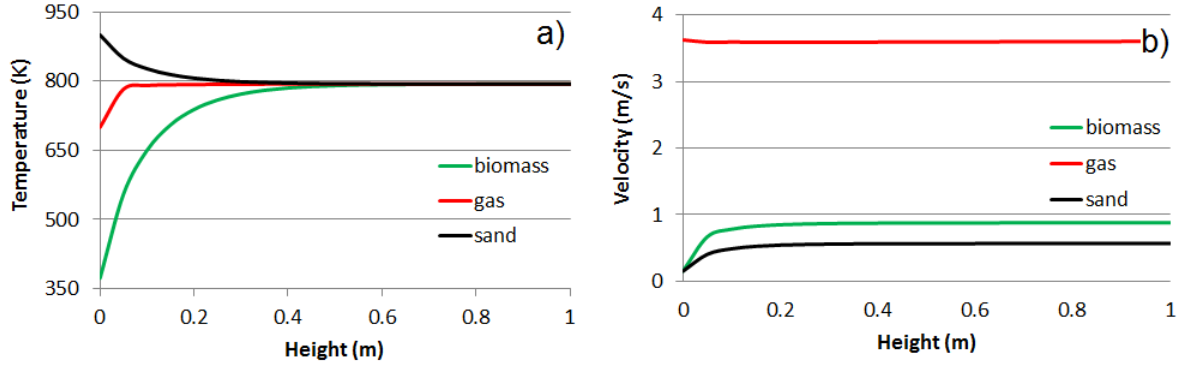 950
800
650
500
350
Temperature (K)
a)
biomass
gas
sand
0
0.2
0.4
0.6
0.8
1
Height (m)
4
3
2
1
0
Velocity (m/s)
b)
biomass
gas
sand
0
0.2
0.4
0.6
0.8
1
Height (m)